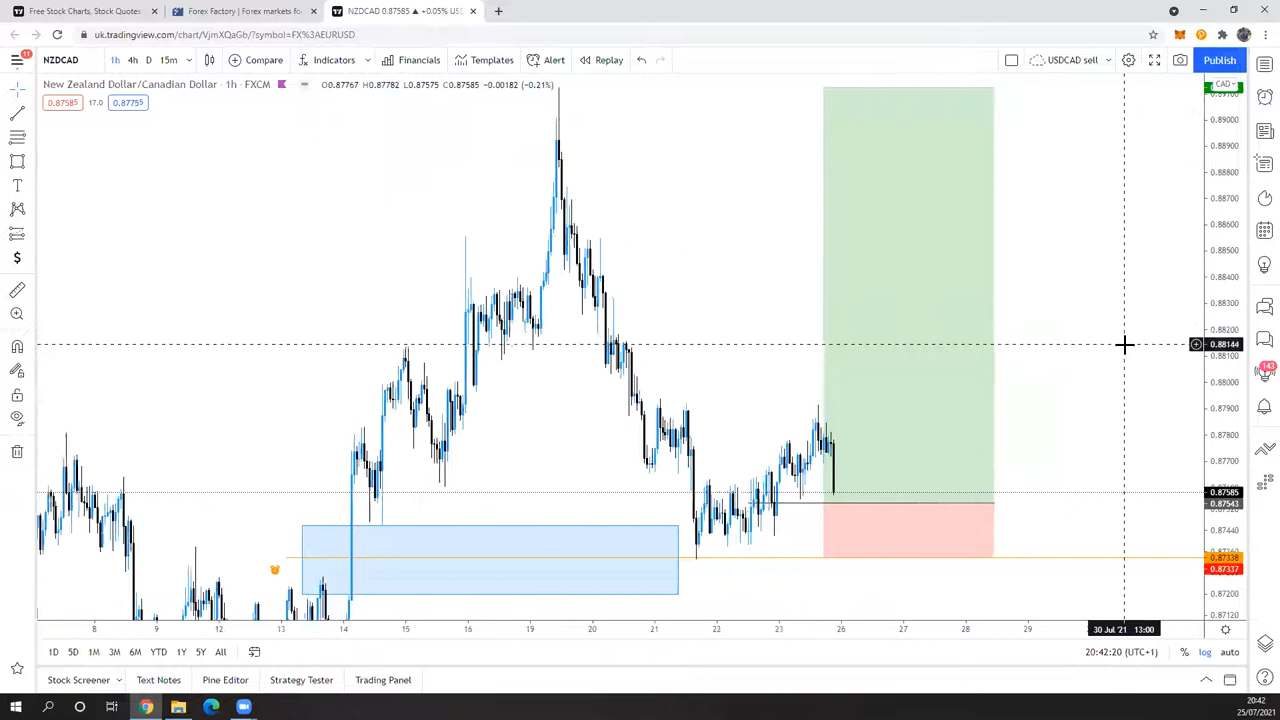 Free Stock Charts, Stock Quotes
Forex Factory | Forex markets for
NZDCAD 0.87585 ▲ +0.05% US
uk.tradingview.com/chart/VjmXQaGb/?symbol=FX%3AEURUSD
11
NZDCAD
1h 4h D 15m
Compare
Indicators
Financials
Templates
Alert
Replay
USDCAD sell
Publish
New Zealand Dollar/Canadian Dollar · 1h · FXCM
O0.87767 H0.87782 L0.87575 C0.87585
0.87585 17.0 0.87755
CAD
0.89000
0.88900
0.88800
0.88700
0.88600
0.88500
0.88400
0.88300
0.88200
0.88144
0.88100
0.88000
0.87900
0.87800
0.87700
0.87585
0.87543
0.87440
0.87338
0.87337
0.87200
0.87120
143
8 9 12 13 14 15 16 19 20 21 22 23 26 27 28 29
30 Jul '21 13:00
1D 5D 1M 3M 6M YTD 1Y 5Y All
20:42:20 (UTC+1) % log auto
Stock Screener Text Notes Pine Editor Strategy Tester Trading Panel
20:42
25/07/2021